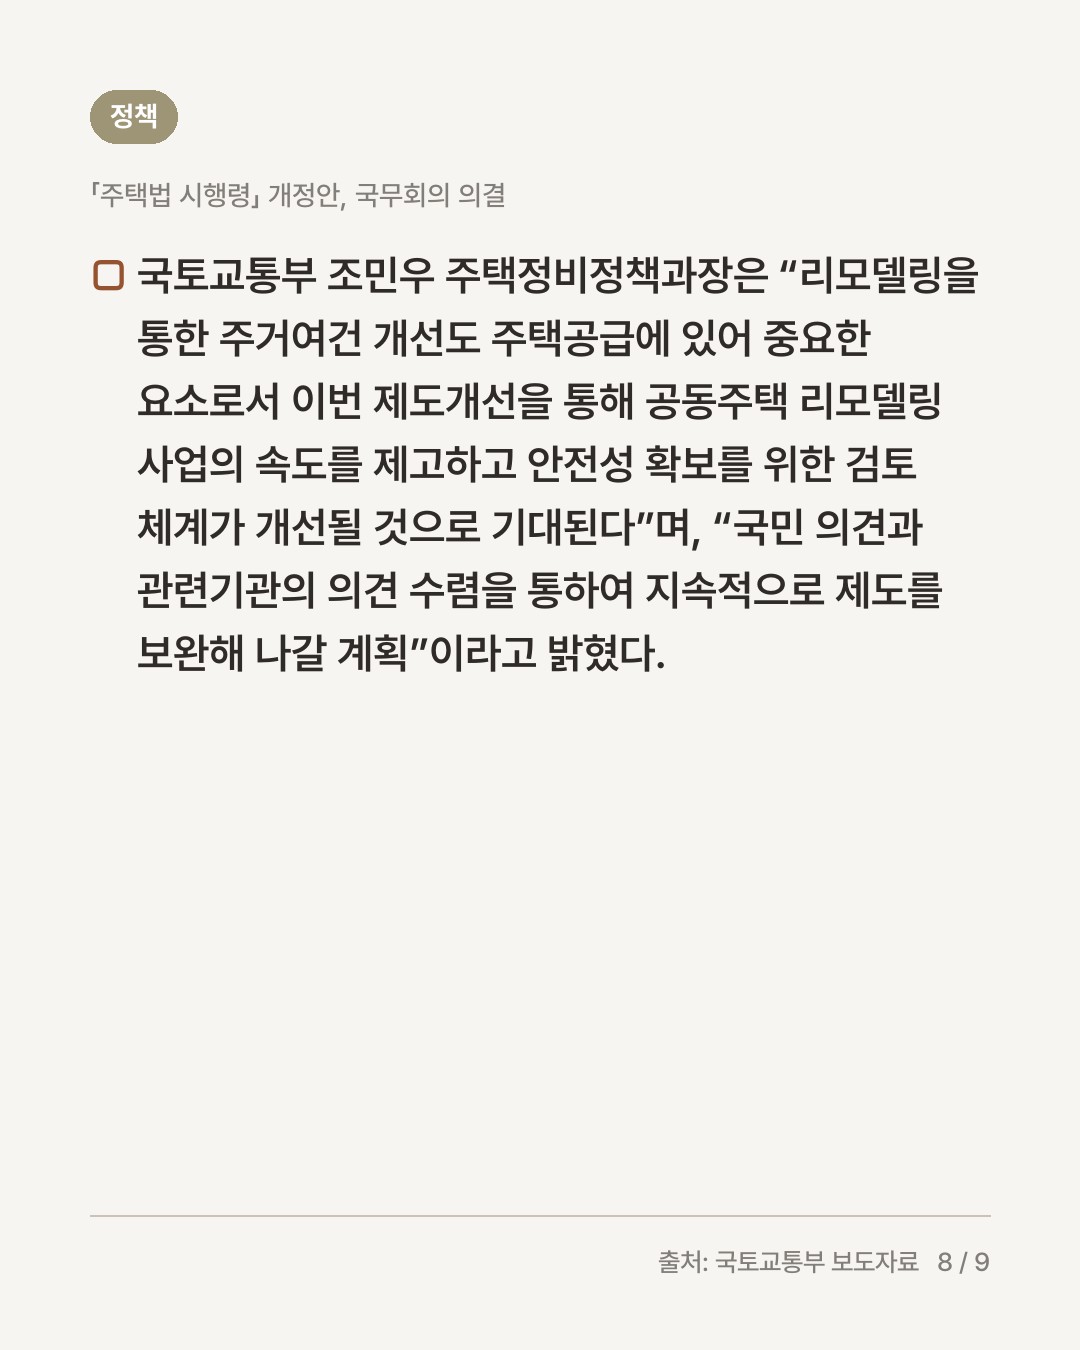 정책
「주택법 시행령」 개정안, 국무회의 의결
□ 국토교통부 조민우 주택정비정책과장은 “리모델링을
통한 주거여건 개선도 주택공급에 있어 중요한
요소로서 이번 제도개선을 통해 공동주택 리모델링
사업의 속도를 제고하고 안전성 확보를 위한 검토
체계가 개선될 것으로 기대된다”며, “국민 의견과
관련기관의 의견 수렴을 통하여 지속적으로 제도를
보완해 나갈 계획”이라고 밝혔다.
출처: 국토교통부 보도자료 8 / 9